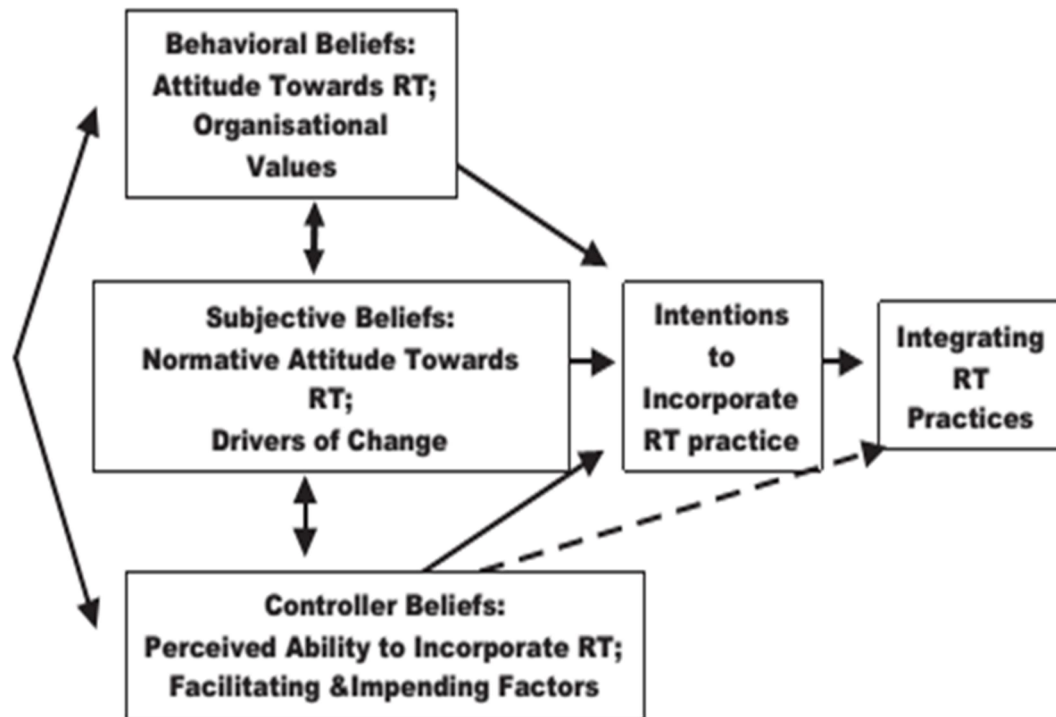 Behavioral Beliefs:
Attitude Towards RT;
Organisational
Values
Subjective Beliefs:
Normative Attitude Towards
RT;
Drivers of Change
Intentions
to
Incorporate
RT practice
Integrating
RT
Practices
Controller Beliefs:
Perceived Ability to Incorporate RT;
Facilitating &Impending Factors